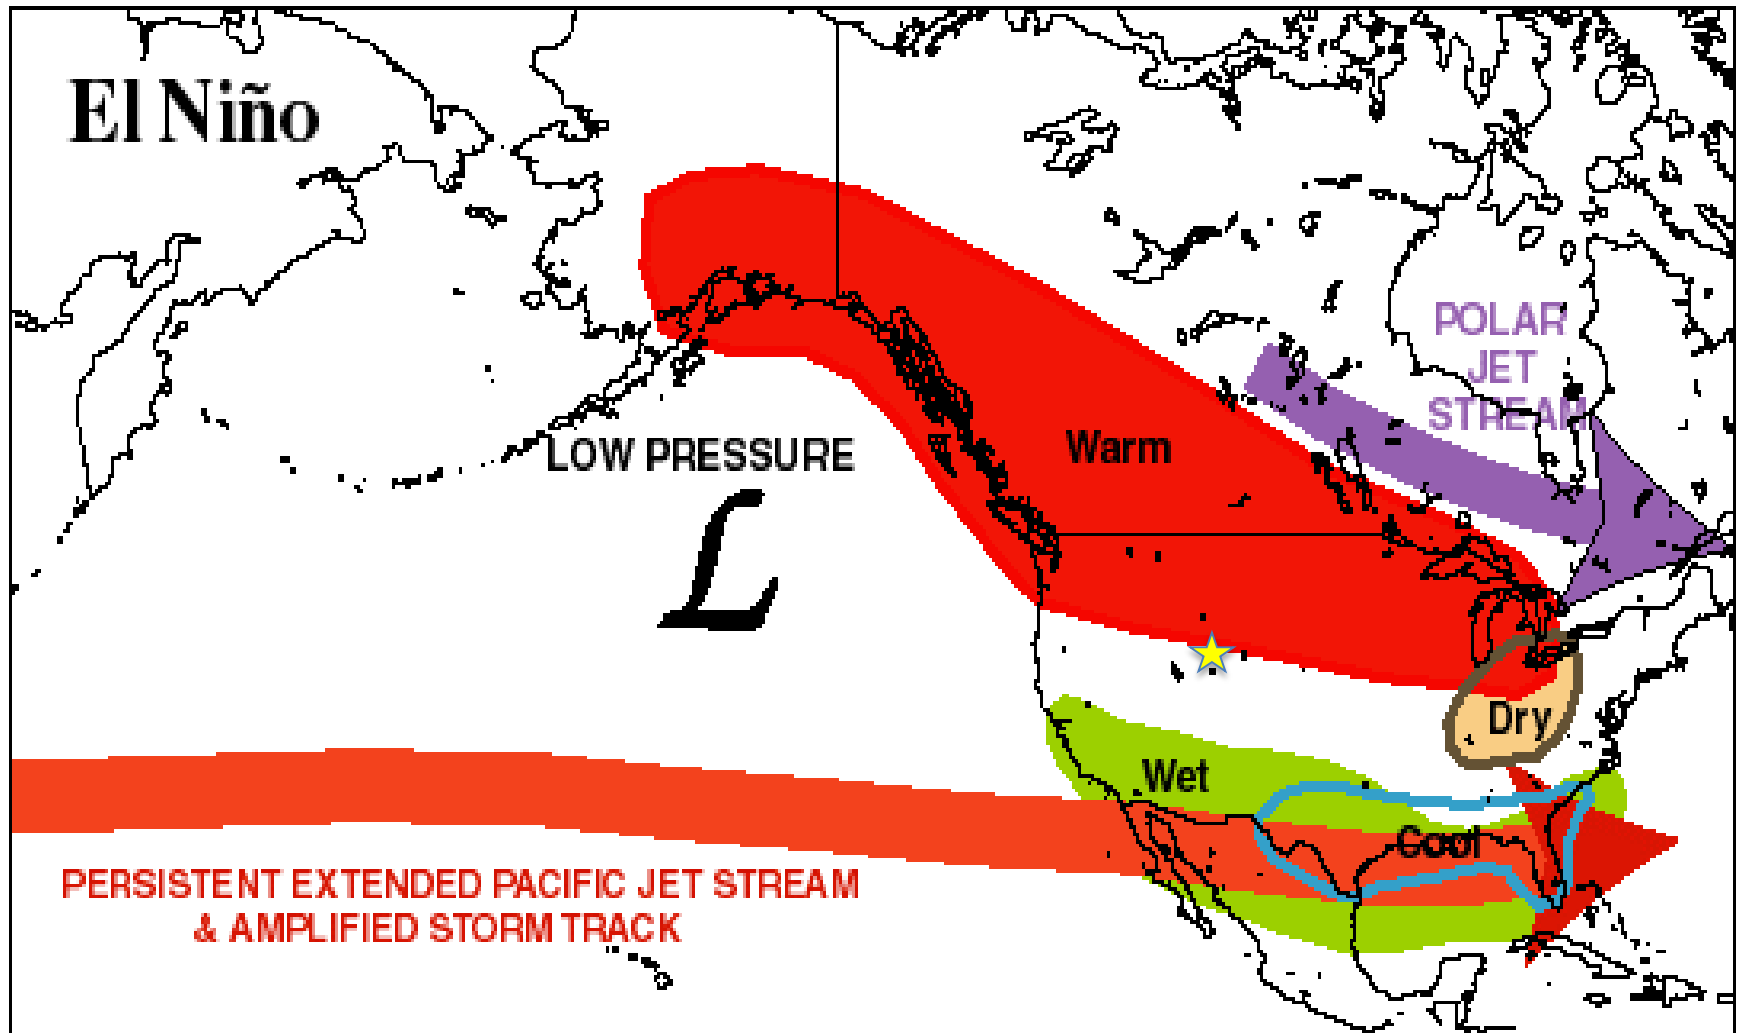 El Niño
POLAR
JET
STREAM
LOW PRESSURE
L
Warm
Dry
Wet
Cool
PERSISTENT EXTENDED PACIFIC JET STREAM
& AMPLIFIED STORM TRACK